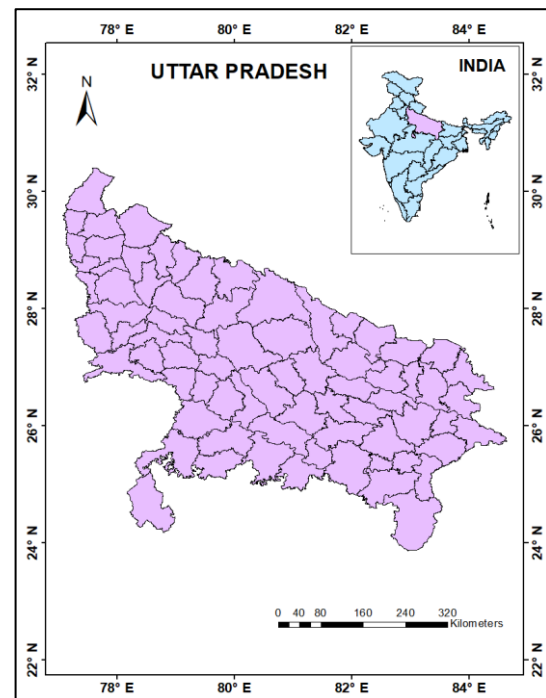 78° E 80° E 82° E 84° E
UTTAR PRADESH
INDIA
N
32° N
30° N
28° N
26° N
24° N
22° N
32° N
30° N
28° N
26° N
24° N
22° N
0 40 80 160 240 320
Kilometers
78° E 80° E 82° E 84° E